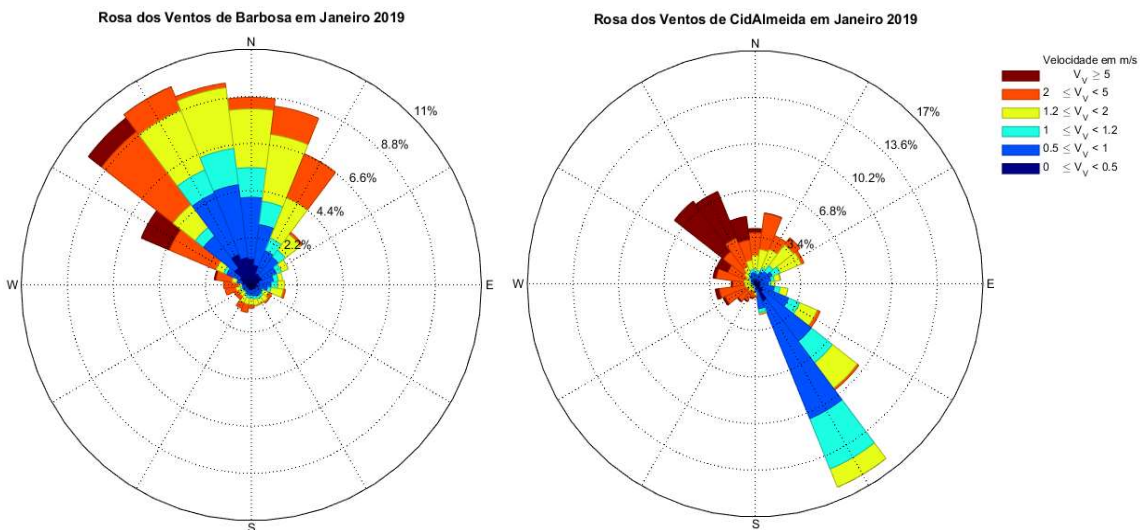 Rosa dos Ventos de Barbosa em Janeiro 2019
N
11%
8.8%
6.6%
4.4%
2.2%
W
E
S
Rosa dos Ventos de CidAlmeida em Janeiro 2019
N
17%
13.6%
10.2%
6.8%
3.4%
W
E
S
Velocidade em m/s
V_V ≥ 5
2 ≤ V_V < 5
1.2 ≤ V_V < 2
1 ≤ V_V < 1.2
0.5 ≤ V_V < 1
0 ≤ V_V < 0.5